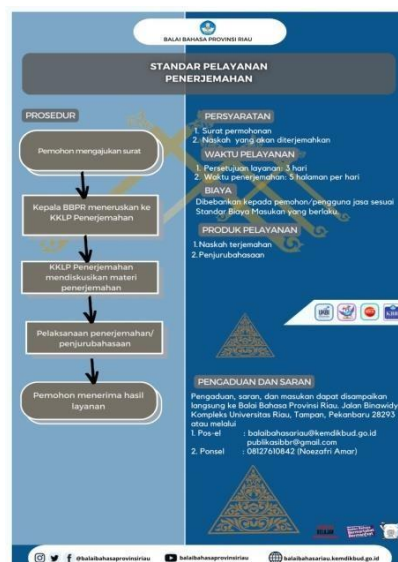 BALAI BAHASA PROVINSI RIAU
STANDAR PELAYANAN
PENERJEMAHAN
PROSEDUR
Pemohon mengajukan surat
Kepala BBPR meneruskan ke
KKLP Penerjemahan
KKLP Penerjemahan
mendiskusikan materi
penerjemahan
Pelaksanaan penerjemahan/
penjurubahasaan
Pemohon menerima hasil
layanan
PERSYARATAN
1. Surat permohonan
2. Naskah yang akan diterjemahkan
WAKTU PELAYANAN
1. Persetujuan layanan: 3 hari
2. Waktu penerjemahan: 5 halaman per hari
BIAYA
Dibebankan kepada pemohon/pengguna jasa sesuai
Standar Biaya Masukan yang berlaku.
PRODUK PELAYANAN
1. Naskah terjemahan
2. Penjurubahasaan
PENGADUAN DAN SARAN
Pengaduan, saran, dan masukan dapat disampaikan
langsung ke Balai Bahasa Provinsi Riau. Jalan Binawidya
Kompleks Universitas Riau, Tampan, Pekanbaru 28293
atau melalui
1. Pos-el : balaibahasariau@kemdikbud.go.id
publikasibbr@gmail.com
2. Ponsel : 08127610842 (Noezafri Amar)
@balaibahasaprovinsiriau
balaibahasaprovinsiriau
balaibahasariau.kemdikbud.go.id